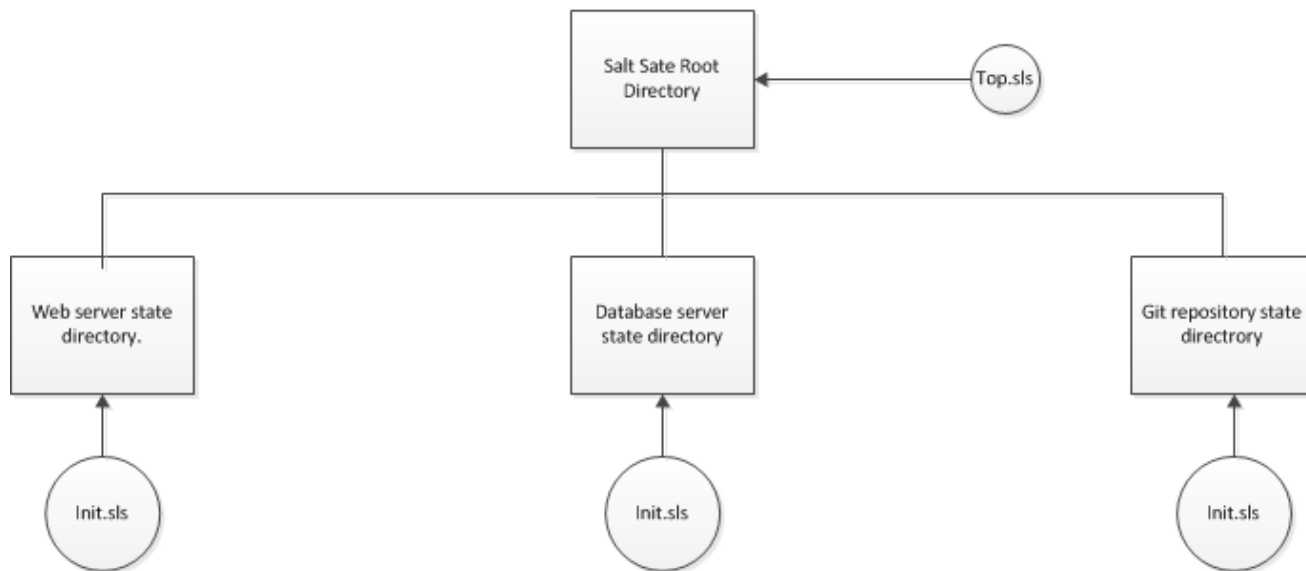 Salt Sate Root
Directory
Top.sls
Web server state
directory.
Database server
state directory
Git repository state
directrory
Init.sls
Init.sls
Init.sls